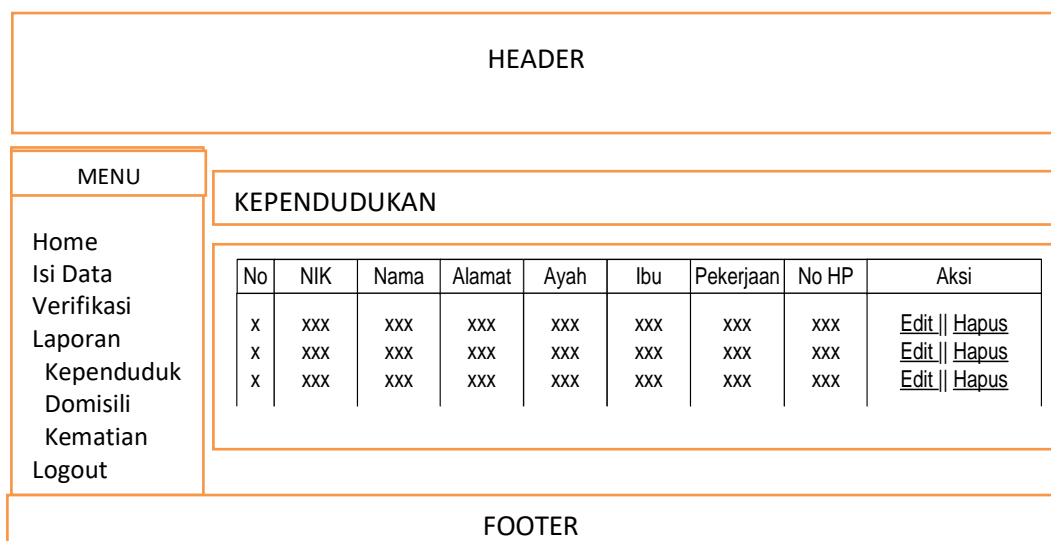 HEADER
MENU
Home
Isi Data
Verifikasi
Laporan
Kependuduk
Domisili
Kematian
Logout
KEPENDUDUKAN
No NIK Nama Alamat Ayah Ibu Pekerjaan No HP Aksi
x xxx xxx xxx xxx xxx xxx xxx Edit || Hapus
x xxx xxx xxx xxx xxx xxx xxx Edit || Hapus
x xxx xxx xxx xxx xxx xxx xxx Edit || Hapus
FOOTER